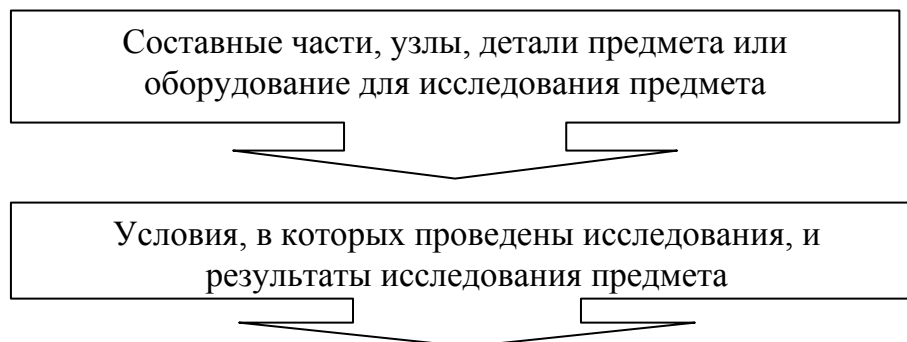 Составные части, узлы, детали предмета или
оборудование для исследования предмета
Условия, в которых проведены исследования, и
результаты исследования предмета